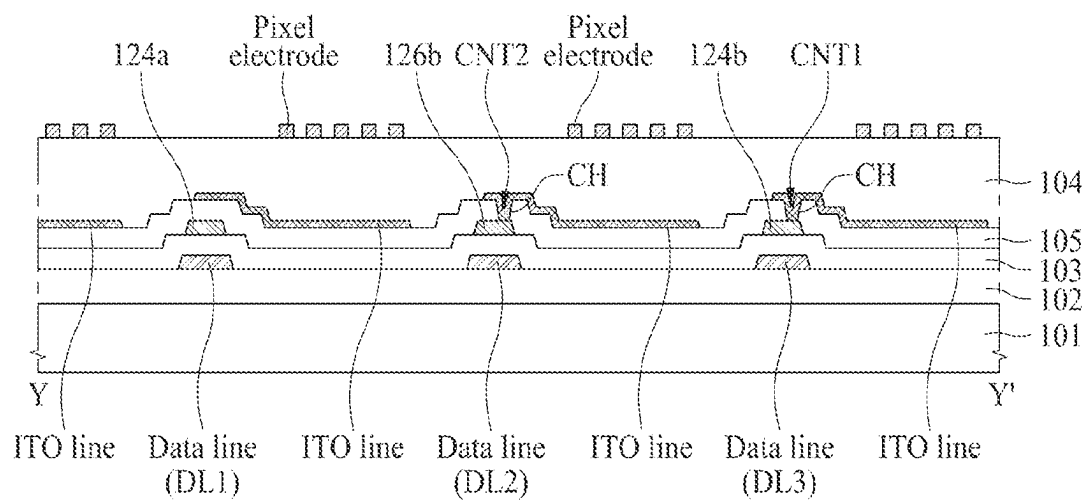 Pixel
electrode
Pixel
electrode
124a
126b
CNT2
124b
CNT1
CH
CH
104
105
103
102
101
Y
Y'
ITO line
Data line
(DL1)
ITO line
Data line
(DL2)
ITO line
Data line
(DL3)
ITO line